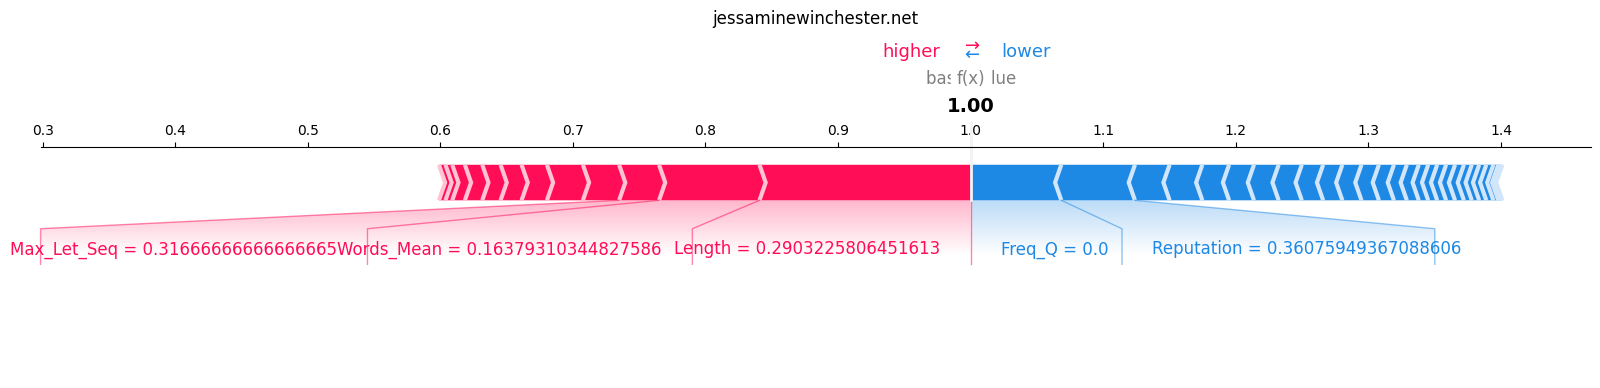 jessaminewinchester.net
higher → ← lower
bas f(x) lue
1.00
0.3 0.4 0.5 0.6 0.7 0.8 0.9 1.0 1.1 1.2 1.3 1.4
Max_Let_Seq = 0.31666666666666665 Words_Mean = 0.16379310344827586 Length = 0.2903225806451613 Freq_Q = 0.0 Reputation = 0.36075949367088606